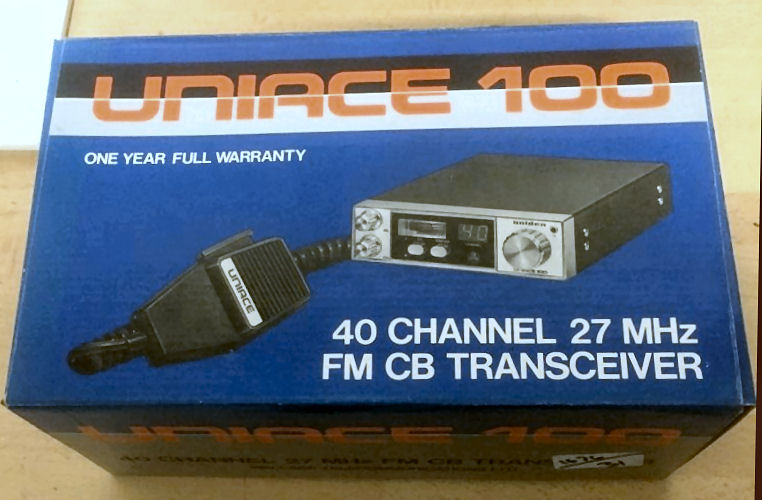 UNIACE 100
ONE YEAR FULL WARRANTY
uniden
40
UNIACE
40 CHANNEL 27 MHz
FM CB TRANSCEIVER
UNIACE 100
40 CHANNEL 27 MHz FM CB